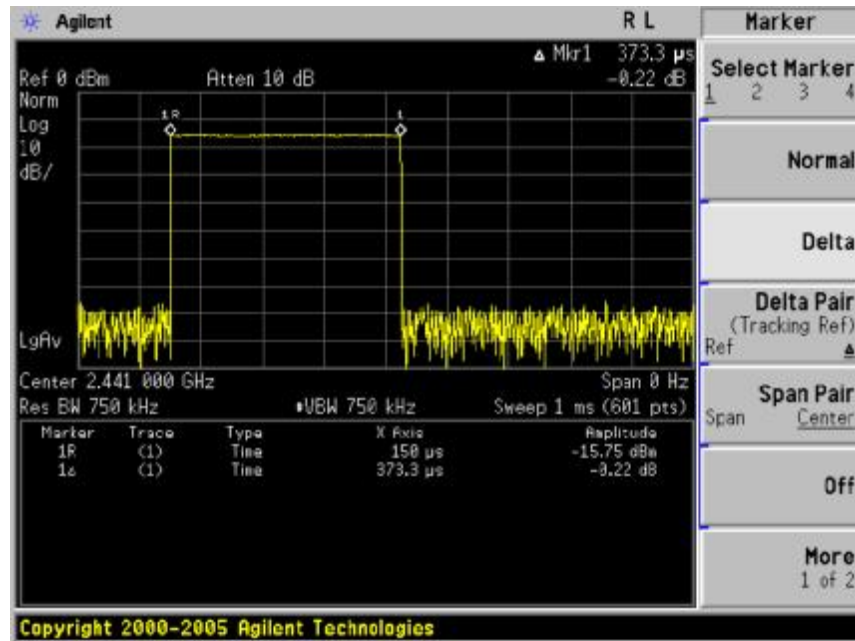 Agilent R L Marker
Δ Mkr1 373.3 µs
Ref 0 dBm Atten 10 dB -0.22 dB
Norm
Log
10
dB/
1R 1
LgAv
Center 2.441 000 GHz Span 0 Hz
Res BW 750 kHz #VBW 750 kHz Sweep 1 ms (601 pts)
Marker Trace Type X Axis Amplitude
1R (1) Time 150 µs -15.75 dBm
1Δ (1) Time 373.3 µs -0.22 dB
Select Marker
1 2 3 4
Normal
Delta
Delta Pair
(Tracking Ref)
Ref Δ
Span Pair
Span Center
Off
More
1 of 2
Copyright 2000-2005 Agilent Technologies